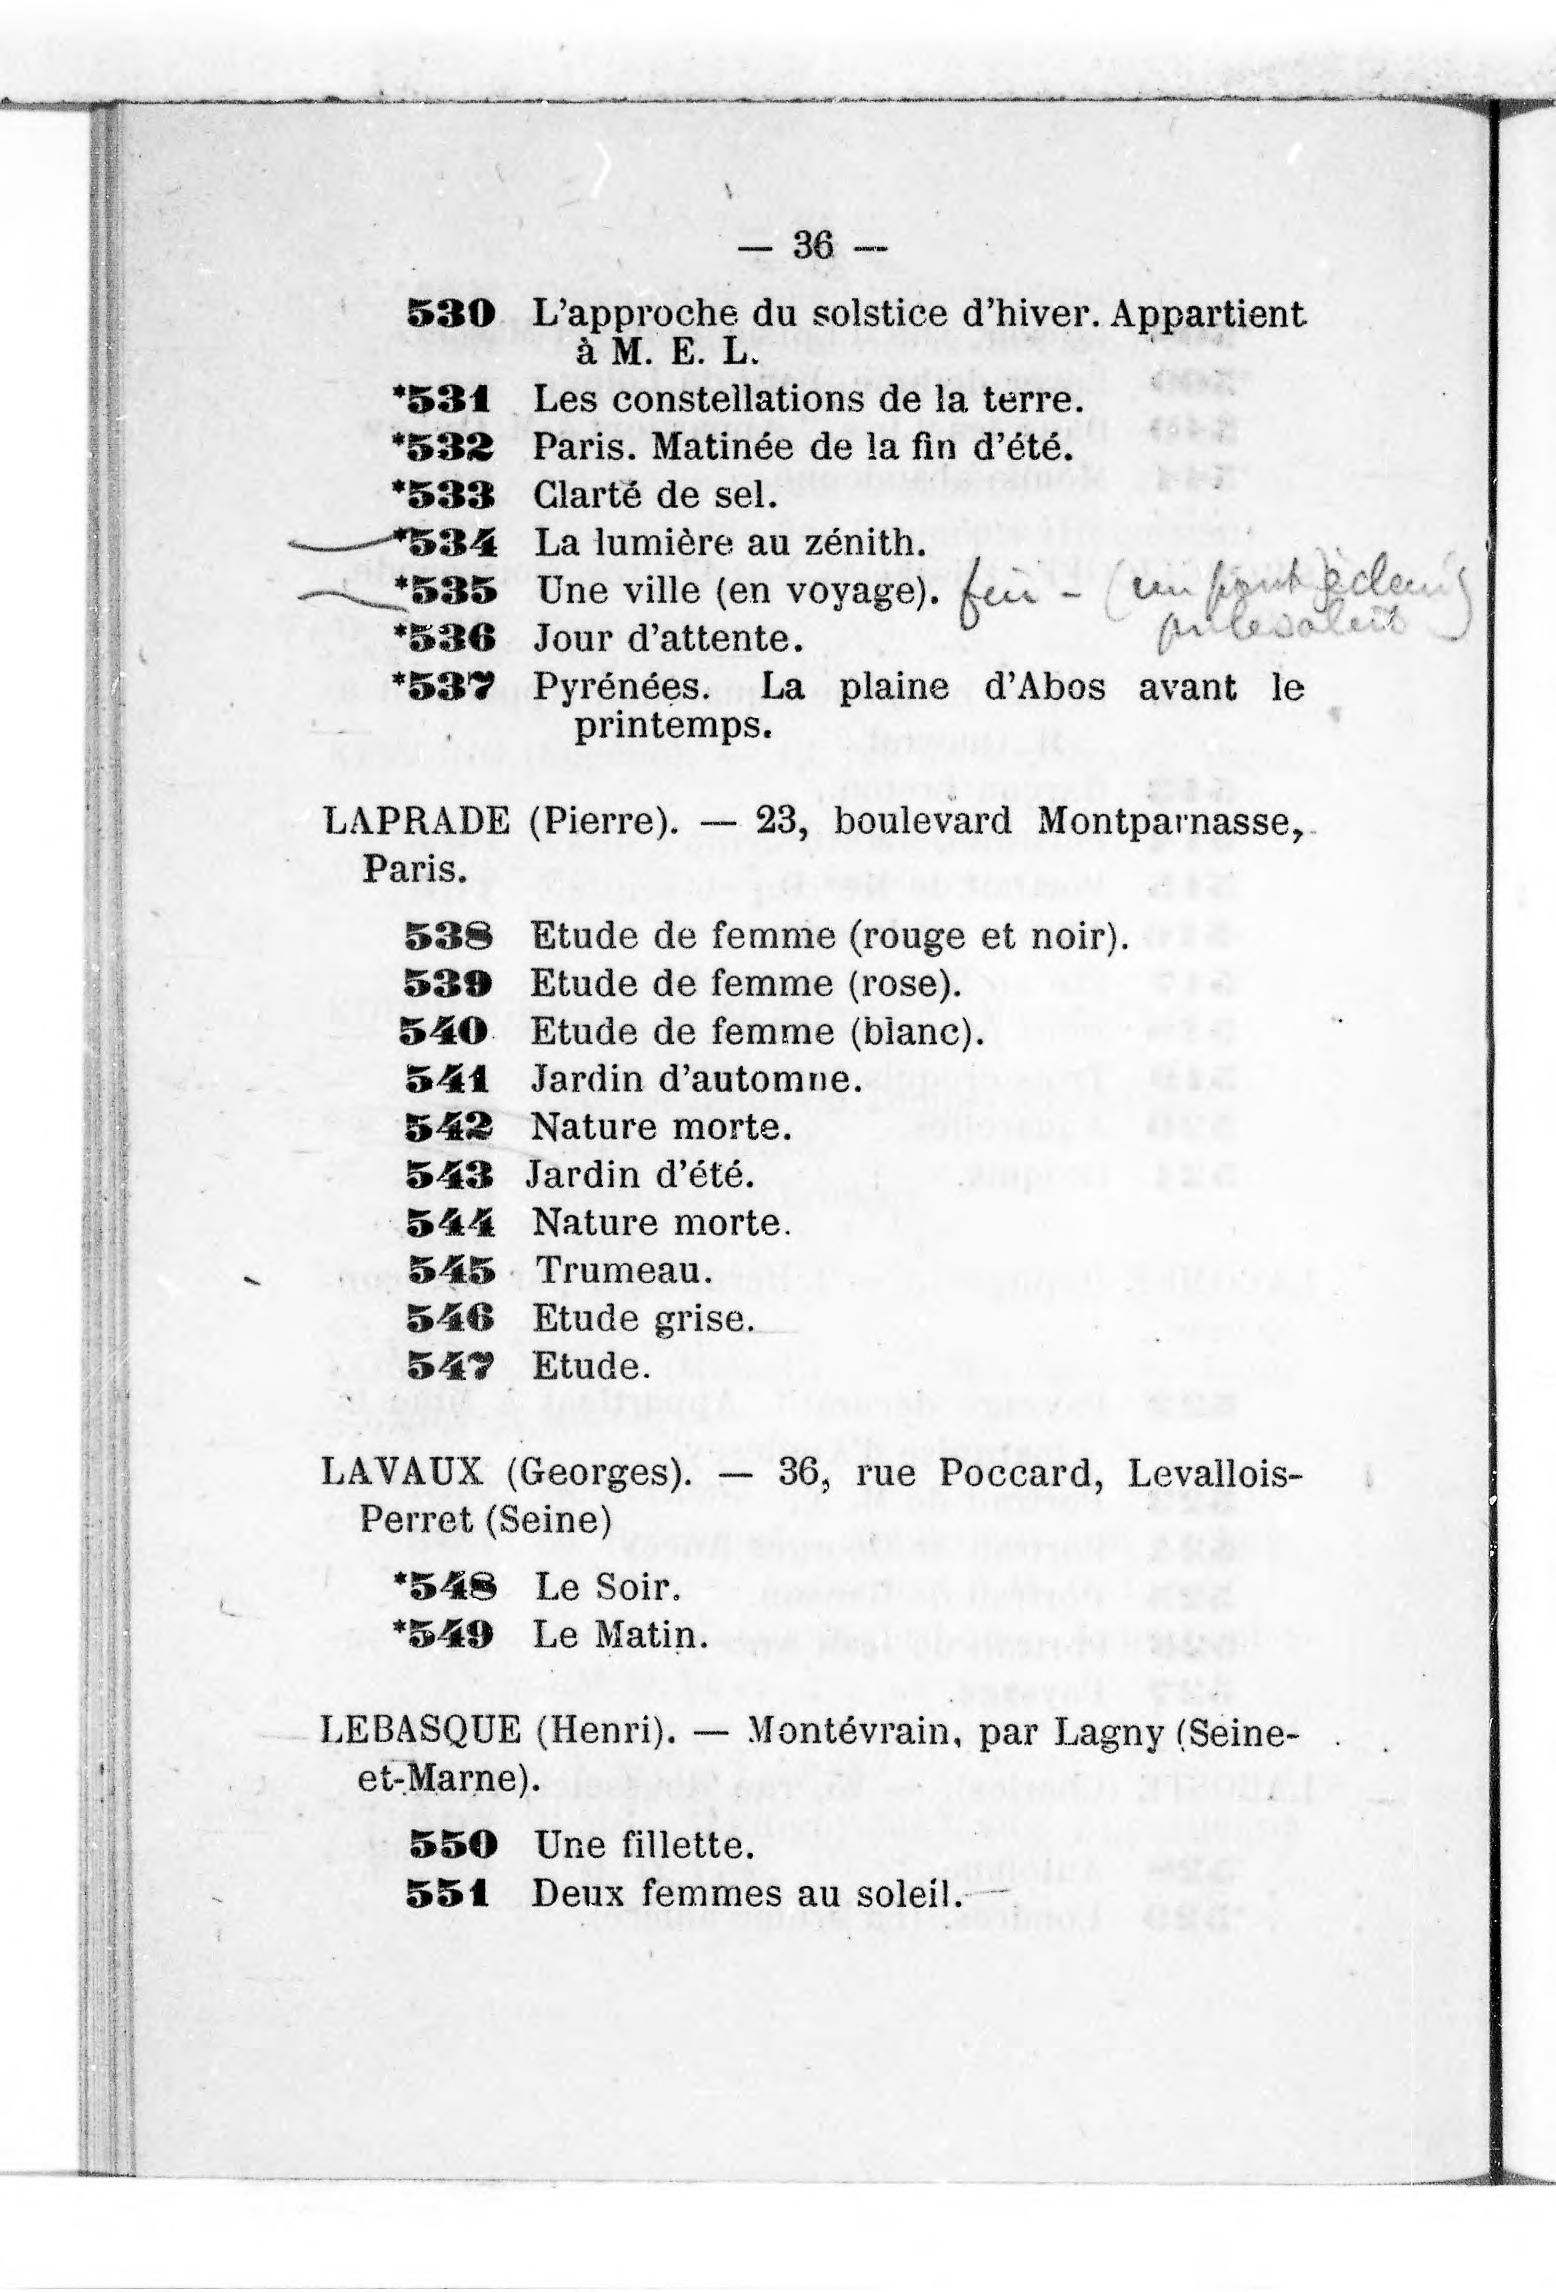 — 36 —
530 L'approche du solstice d'hiver. Appartient
à M. E. L.
*531 Les constellations de la terre.
*532 Paris. Matinée de la fin d'été.
*533 Clarté de sel.
*534 La lumière au zénith.
*535 Une ville (en voyage). fin - (un pont
*536 Jour d'attente.
*537 Pyrénées. La plaine d'Abos avant le
printemps.
LAPRADE (Pierre). — 23, boulevard Montparnasse,
Paris.
538 Etude de femme (rouge et noir).
539 Etude de femme (rose).
540 Etude de femme (blanc).
541 Jardin d'automne.
542 Nature morte.
543 Jardin d'été.
544 Nature morte.
545 Trumeau.
546 Etude grise.
547 Etude.
LAVAUX (Georges). — 36, rue Poccard, Levallois-
Perret (Seine)
*548 Le Soir.
*549 Le Matin.
LEBASQUE (Henri). — Montévrain, par Lagny (Seine-
et-Marne).
550 Une fillette.
551 Deux femmes au soleil.